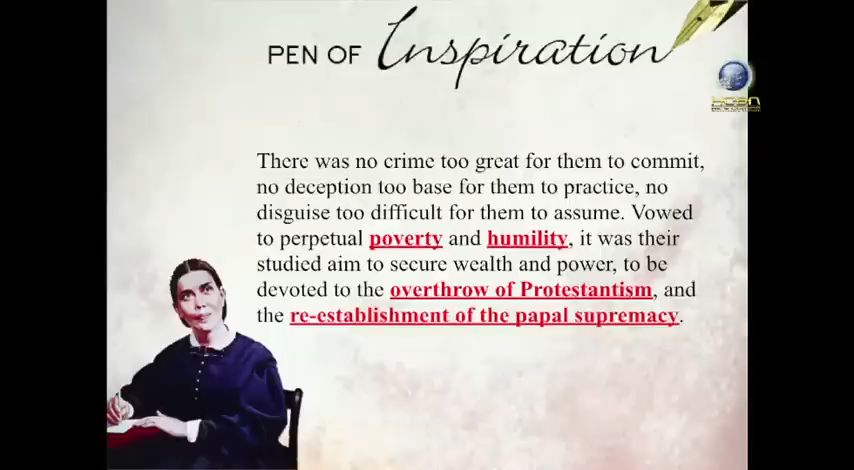 PEN OF Inspiration
There was no crime too great for them to commit,
no deception too base for them to practice, no
disguise too difficult for them to assume. Vowed
to perpetual poverty and humility, it was their
studied aim to secure wealth and power, to be
devoted to the overthrow of Protestantism, and
the re-establishment of the papal supremacy.